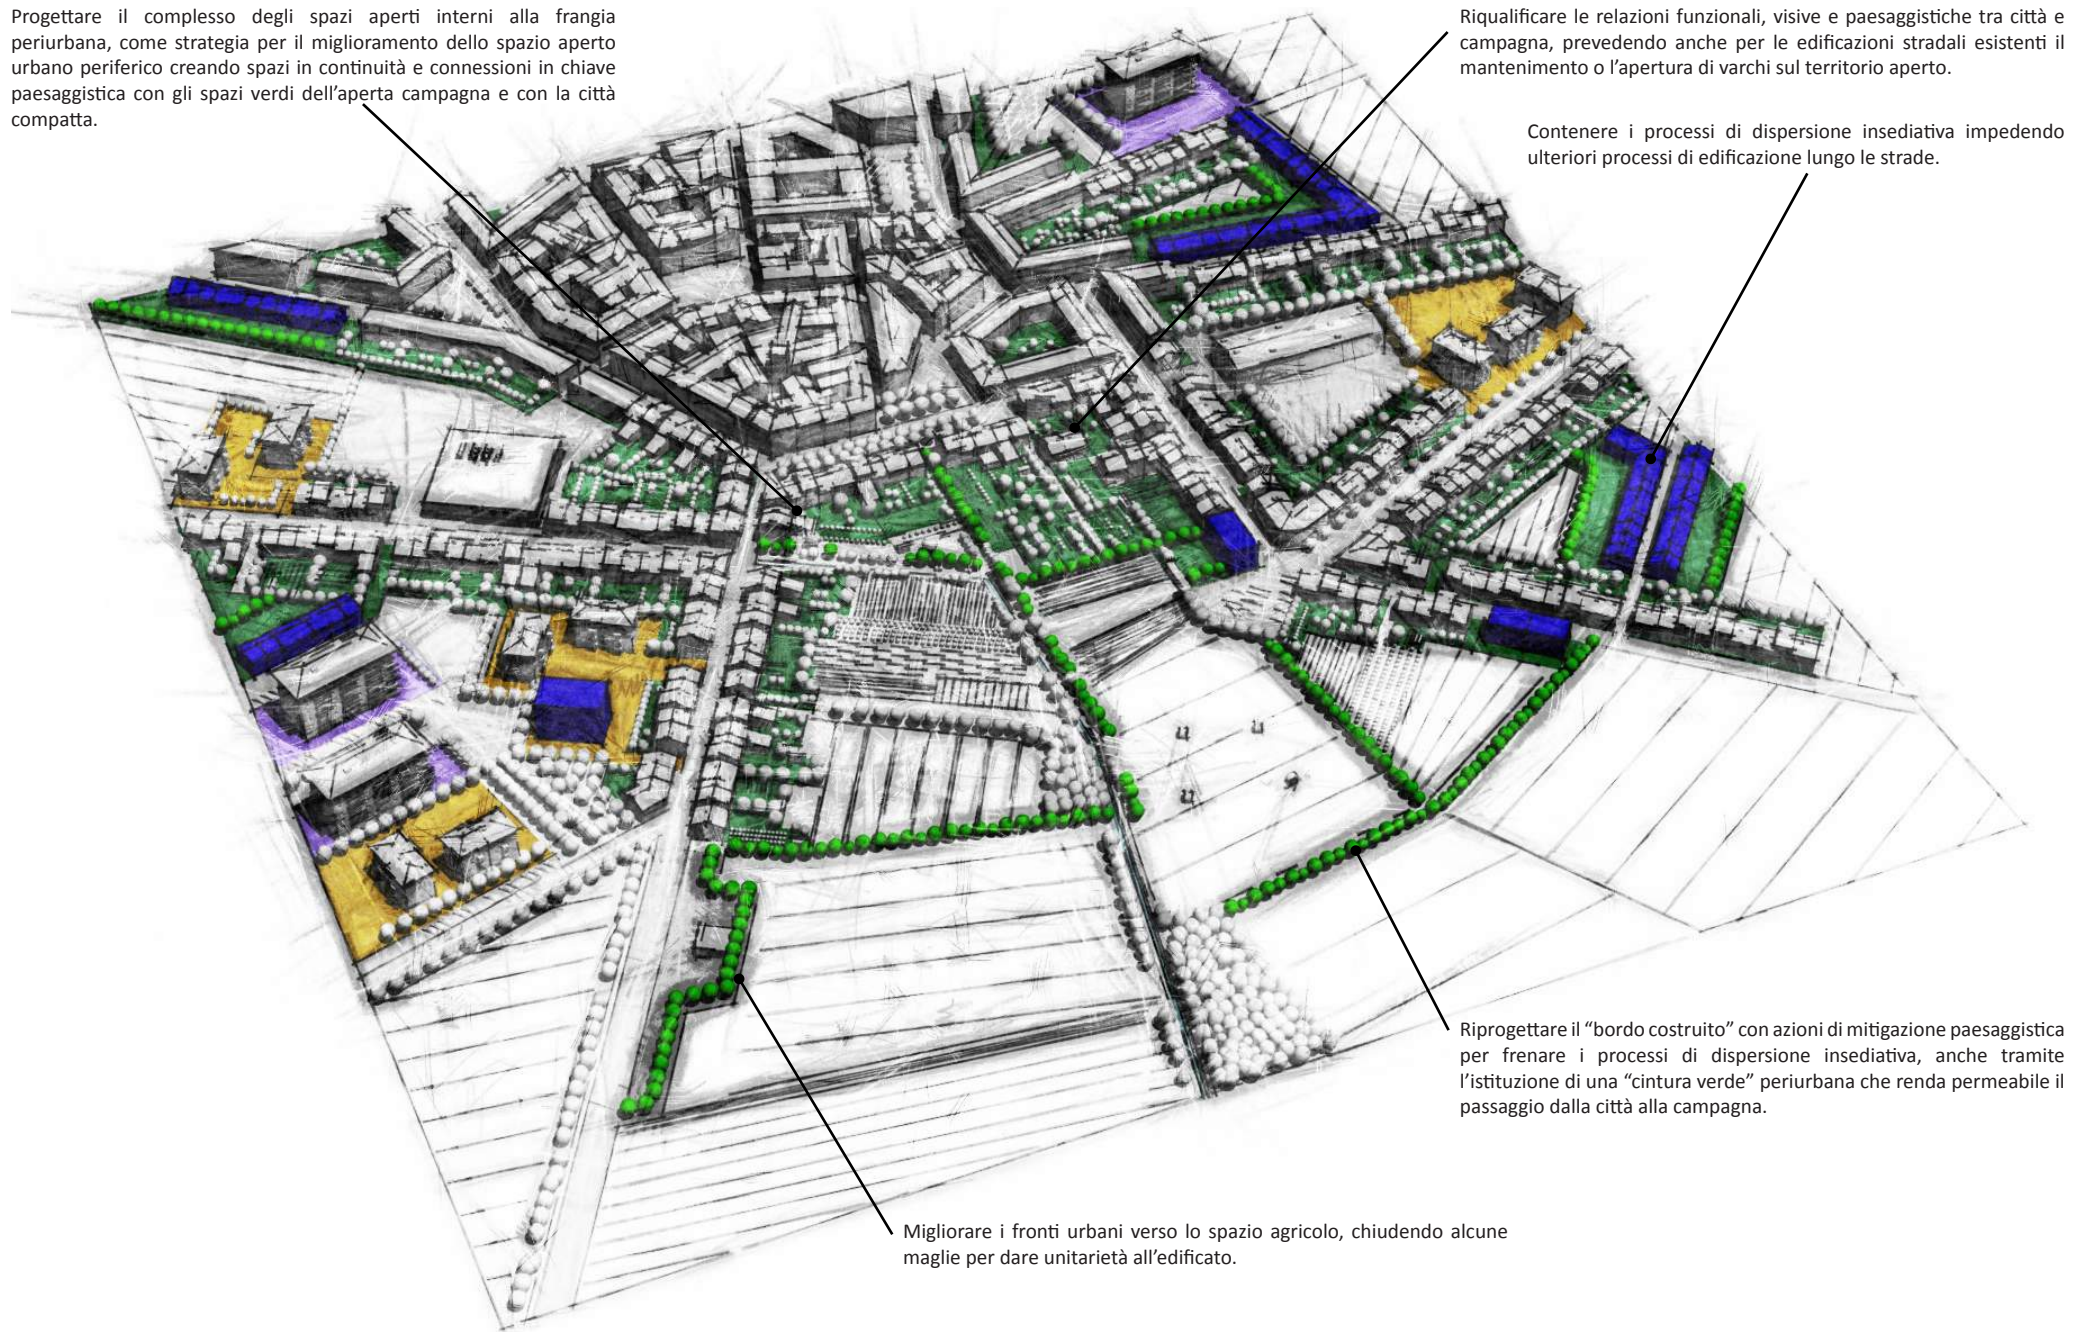 Progettare il complesso degli spazi aperti interni alla frangia
periurbana, come strategia per il miglioramento dello spazio aperto
urbano periferico creando spazi in continuità e connessioni in chiave
paesaggistica con gli spazi verdi dell’aperta campagna e con la città
compatta.
Riqualificare le relazioni funzionali, visive e paesaggistiche tra città e
campagna, prevedendo anche per le edificazioni stradali esistenti il
mantenimento o l’apertura di varchi sul territorio aperto.
Contenere i processi di dispersione insediativa impedendo
ulteriori processi di edificazione lungo le strade.
Riprogettare il “bordo costruito” con azioni di mitigazione paesaggistica
per frenare i processi di dispersione insediativa, anche tramite
l’istituzione di una “cintura verde” periurbana che renda permeabile il
passaggio dalla città alla campagna.
Migliorare i fronti urbani verso lo spazio agricolo, chiudendo alcune
maglie per dare unitarietà all’edificato.